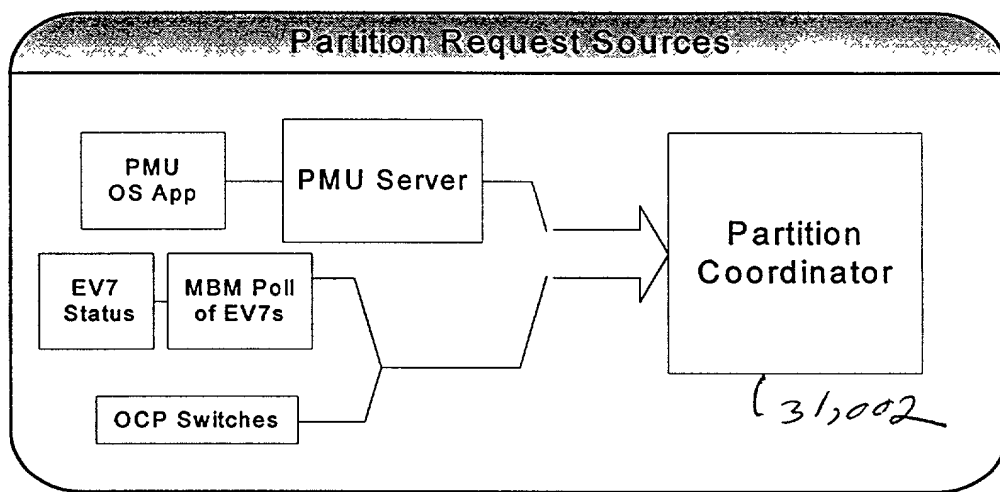 Partition Request Sources
PMU
OS App
PMU Server
Partition
Coordinator
EV7
Status
MBM Poll
of EV7s
OCP Switches
31,002